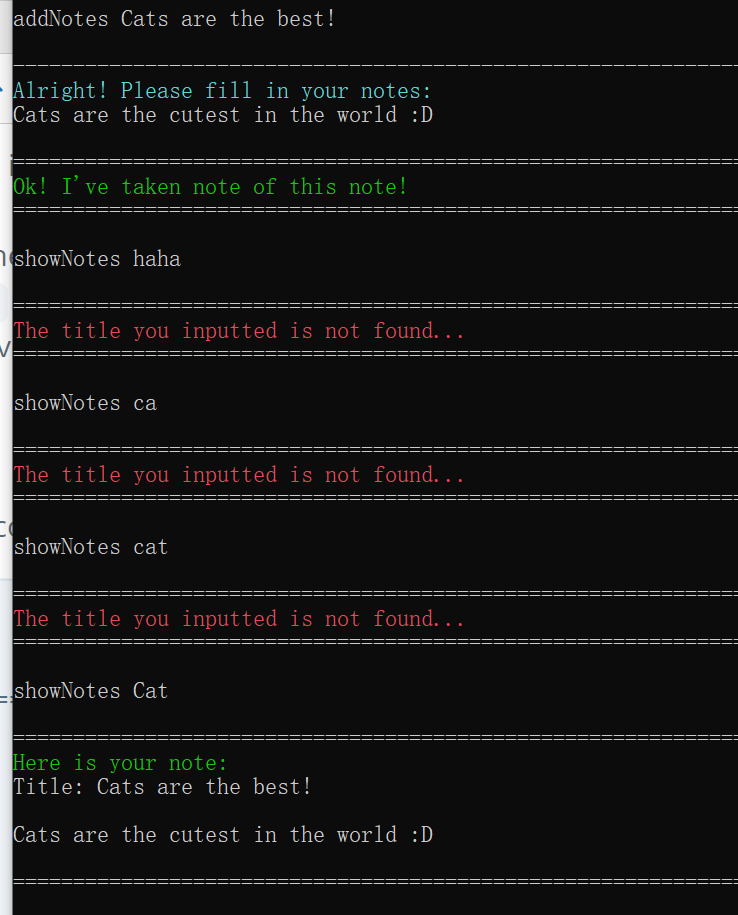 addNotes Cats are the best!
Alright! Please fill in your notes:
Cats are the cutest in the world :D
Ok! I've taken note of this note!
showNotes haha
The title you inputted is not found...
showNotes ca
The title you inputted is not found...
showNotes cat
The title you inputted is not found...
showNotes Cat
Here is your note:
Title: Cats are the best!
Cats are the cutest in the world :D